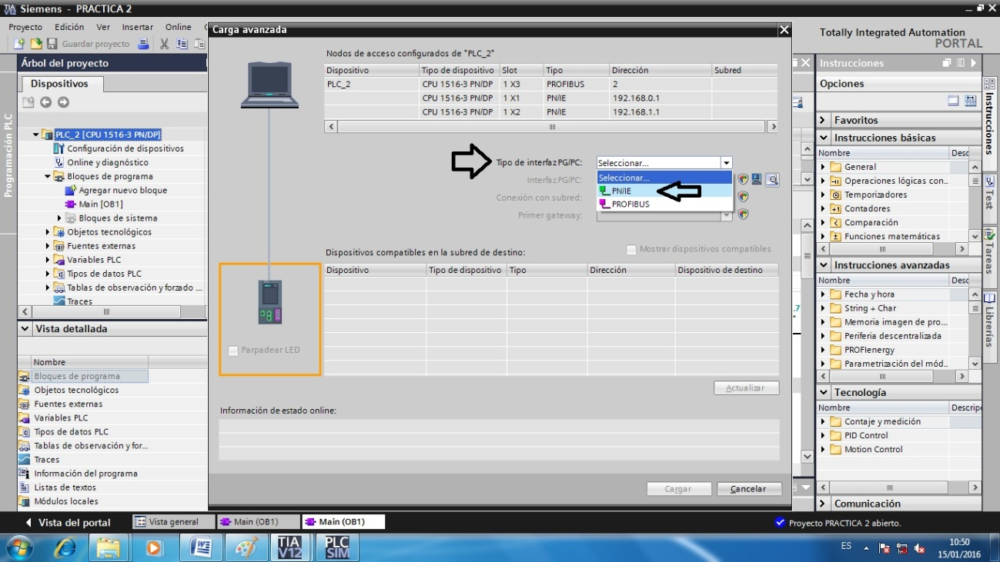 Siemens - PRACTICA 2
Proyecto Edición Ver Insertar Online
Guardar proyecto
Totally Integrated Automation
PORTAL
Árbol del proyecto
Dispositivos
Programación PLC
PLC_2 [CPU 1516-3 PN/DP]
Configuración de dispositivos
Online y diagnóstico
Bloques de programa
Agregar nuevo bloque
Main [OB1]
Bloques de sistema
Objetos tecnológicos
Fuentes externas
Variables PLC
Tipos de datos PLC
Tablas de observación y forzado ...
Traces
Vista detallada
Nombre
Bloques de programa
Objetos tecnológicos
Fuentes externas
Variables PLC
Tipos de datos PLC
Tablas de observación y for...
Traces
Información del programa
Listas de textos
Módulos locales
Carga avanzada
Nodos de acceso configurados de "PLC_2"
Dispositivo Tipo de dispositivo Slot Tipo Dirección Subred
PLC_2 CPU 1516-3 PN/DP 1 X3 PROFIBUS 2
CPU 1516-3 PN/DP 1 X1 PN/IE 192.168.0.1
CPU 1516-3 PN/DP 1 X2 PN/IE 192.168.1.1
Tipo de interfaz PG/PC: Seleccionar...
Interfaz PG/PC: Seleccionar...
PN/IE
Conexión con subred: PROFIBUS
Primer gateway:
Dispositivos compatibles en la subred de destino: Mostrar dispositivos compatibles
Dispositivo Tipo de dispositivo Tipo Dirección Dispositivo de destino
Parpadear LED
Actualizar
Información de estado online:
Cargar Cancelar
Instrucciones
Opciones
Favoritos
Instrucciones básicas
Nombre Desc
General
Operaciones lógicas con...
Temporizadores
Contadores
Comparación
Funciones matemáticas
Instrucciones avanzadas
Nombre Desc
Fecha y hora
String + Char
Memoria imagen de pro...
Periferia descentralizada
PROFIenergy
Parametrización del mód...
Tecnología
Nombre Descrip
Contaje y medición
PID Control
Motion Control
Comunicación
Instrucciones
Test
Tareas
Librerías
Vista del portal Vista general Main (OB1) Main (OB1) Proyecto PRACTICA 2 abierto.
TIA V12
PLC SIM
ES
10:50
15/01/2016